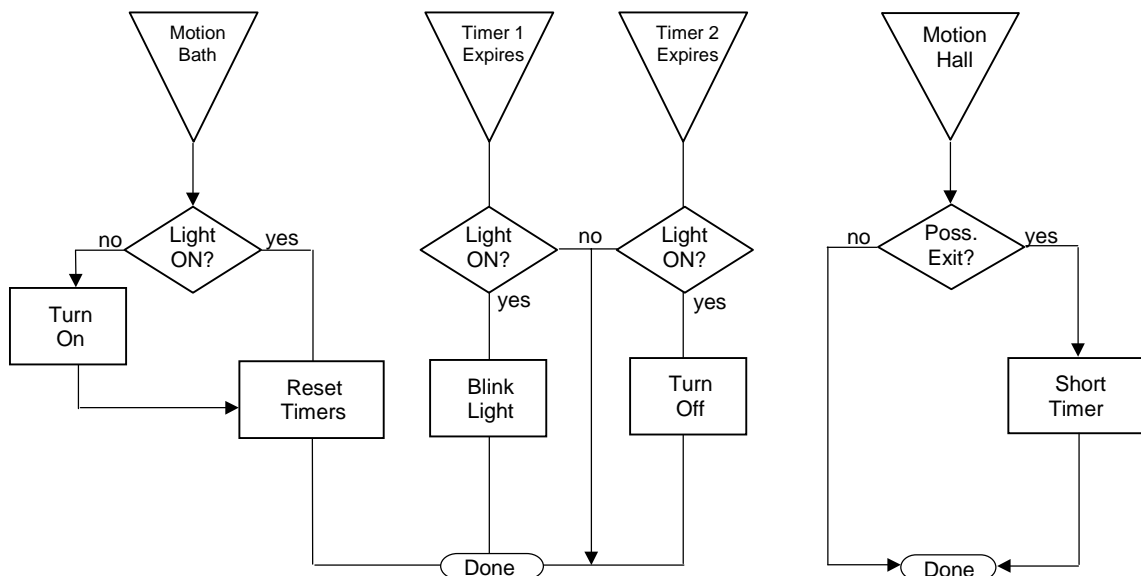 Motion
Bath
Timer 1
Expires
Timer 2
Expires
Motion
Hall
no
Light
ON?
yes
Light
ON?
no
Light
ON?
no
Poss.
Exit?
yes
yes
yes
Turn
On
Reset
Timers
Blink
Light
Turn
Off
Short
Timer
Done
Done